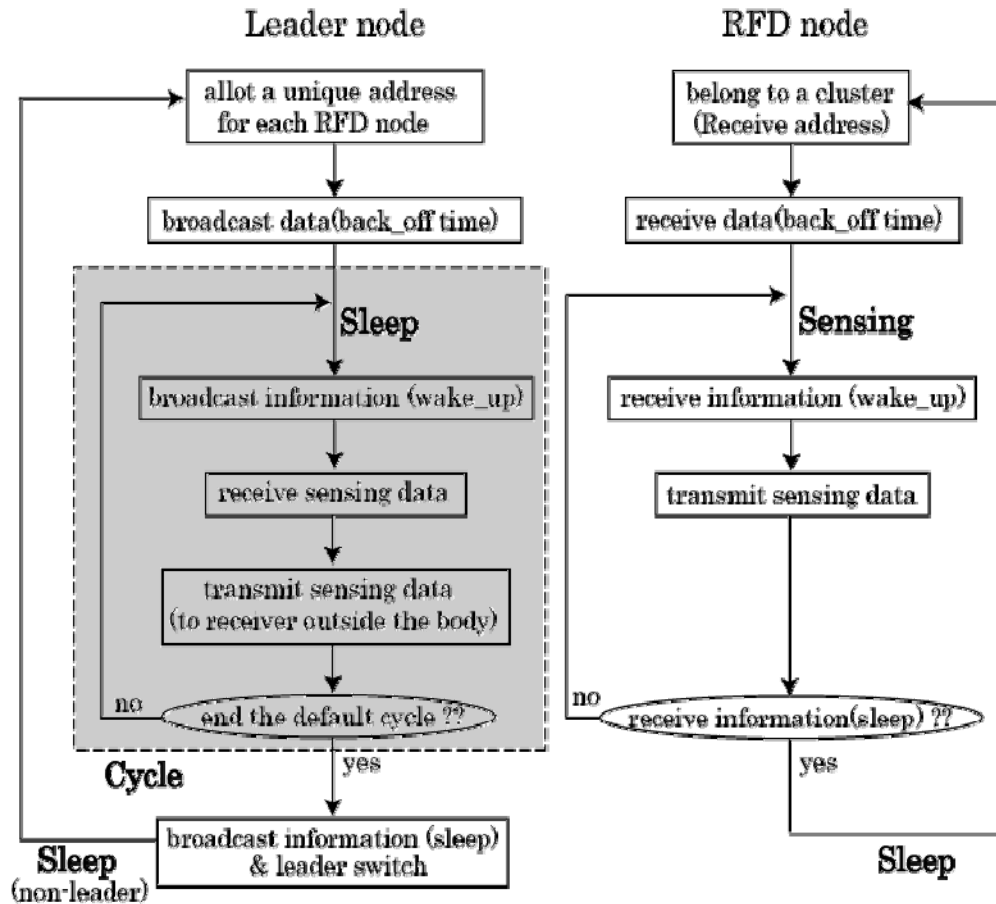 Leader node
allot a unique address
for each RFD node
broadcast data(back_off time)
Sleep
broadcast information (wake_up)
receive sensing data
transmit sensing data
(to receiver outside the body)
no
end the default cycle ??
Cycle
yes
broadcast information (sleep)
& leader switch
Sleep
(non-leader)
RFD node
belong to a cluster
(Receive address)
receive data(back_off time)
Sensing
receive information (wake_up)
transmit sensing data
no
receive information(sleep) ??
yes
Sleep